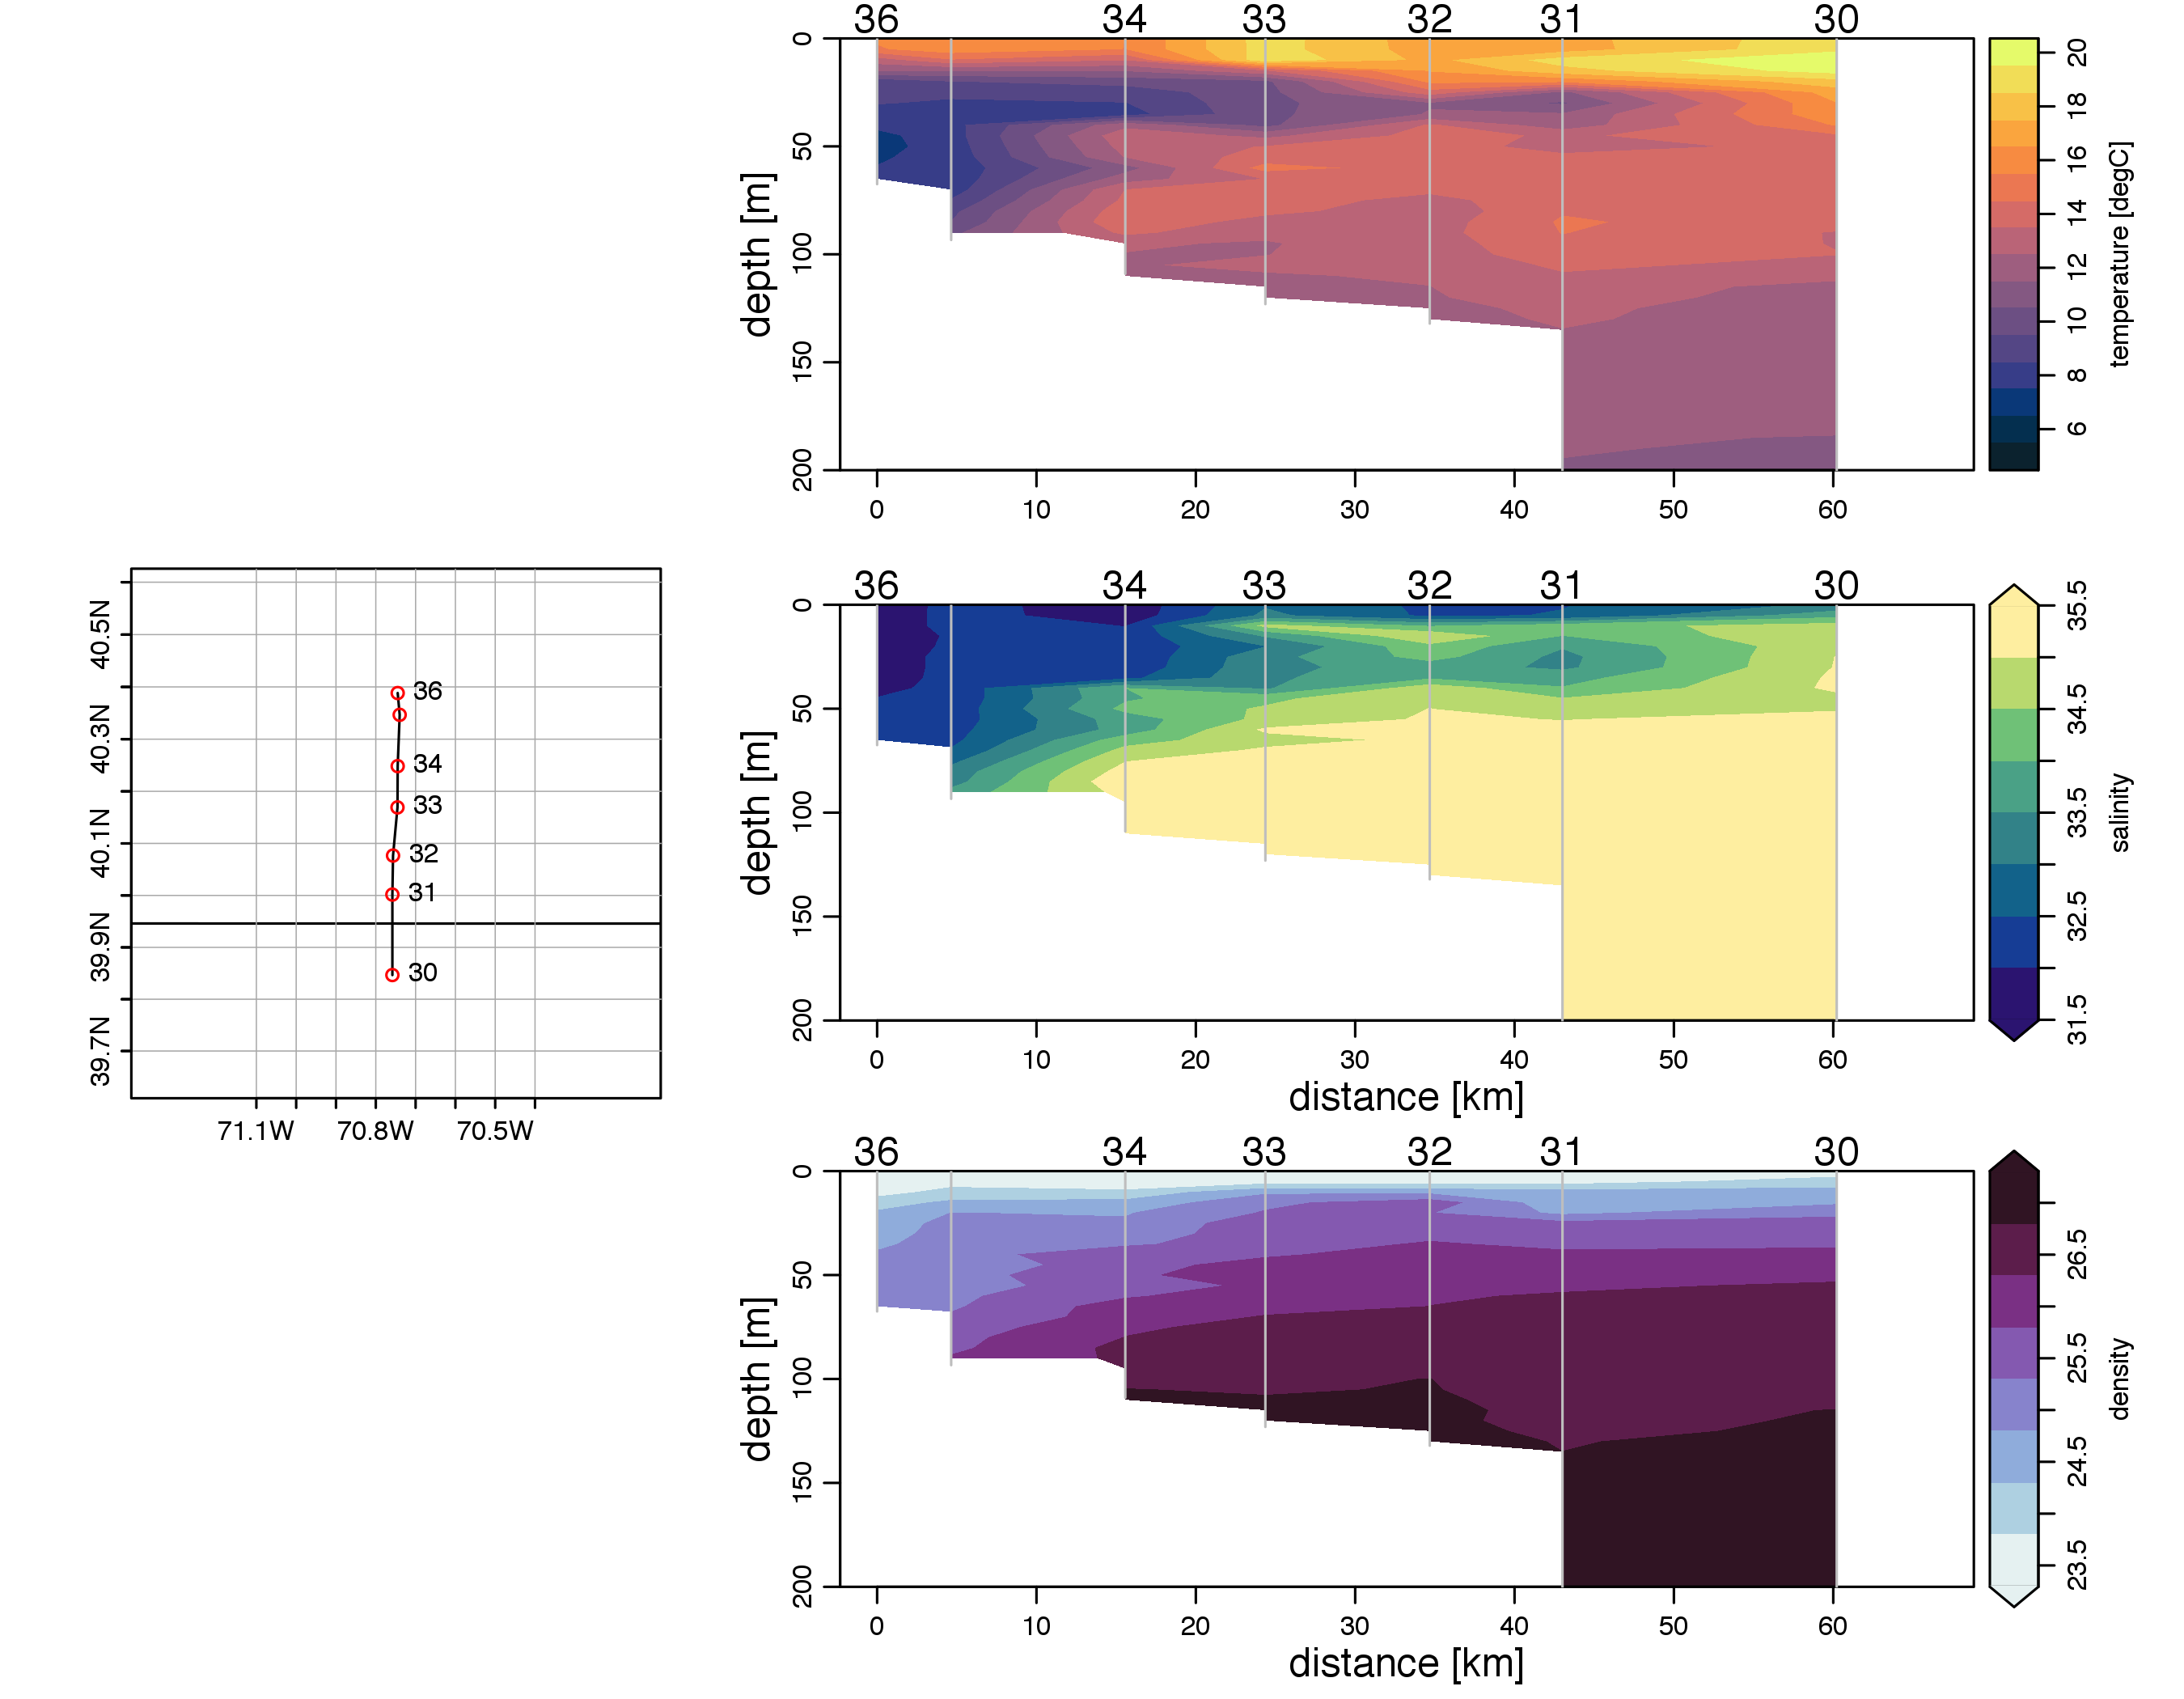 36 34 33 32 31 30
0
50
100
150
200
depth [m]
0 10 20 30 40 50 60
20
18
16
14
12
10
8
6
temperature [degC]
40.5N
40.3N
40.1N
39.9N
39.7N
36
34
33
32
31
30
71.1W 70.8W 70.5W
36 34 33 32 31 30
0
50
100
150
200
depth [m]
0 10 20 30 40 50 60
distance [km]
35.5
34.5
33.5
32.5
31.5
salinity
36 34 33 32 31 30
0
50
100
150
200
depth [m]
0 10 20 30 40 50 60
distance [km]
26.5
25.5
24.5
23.5
density